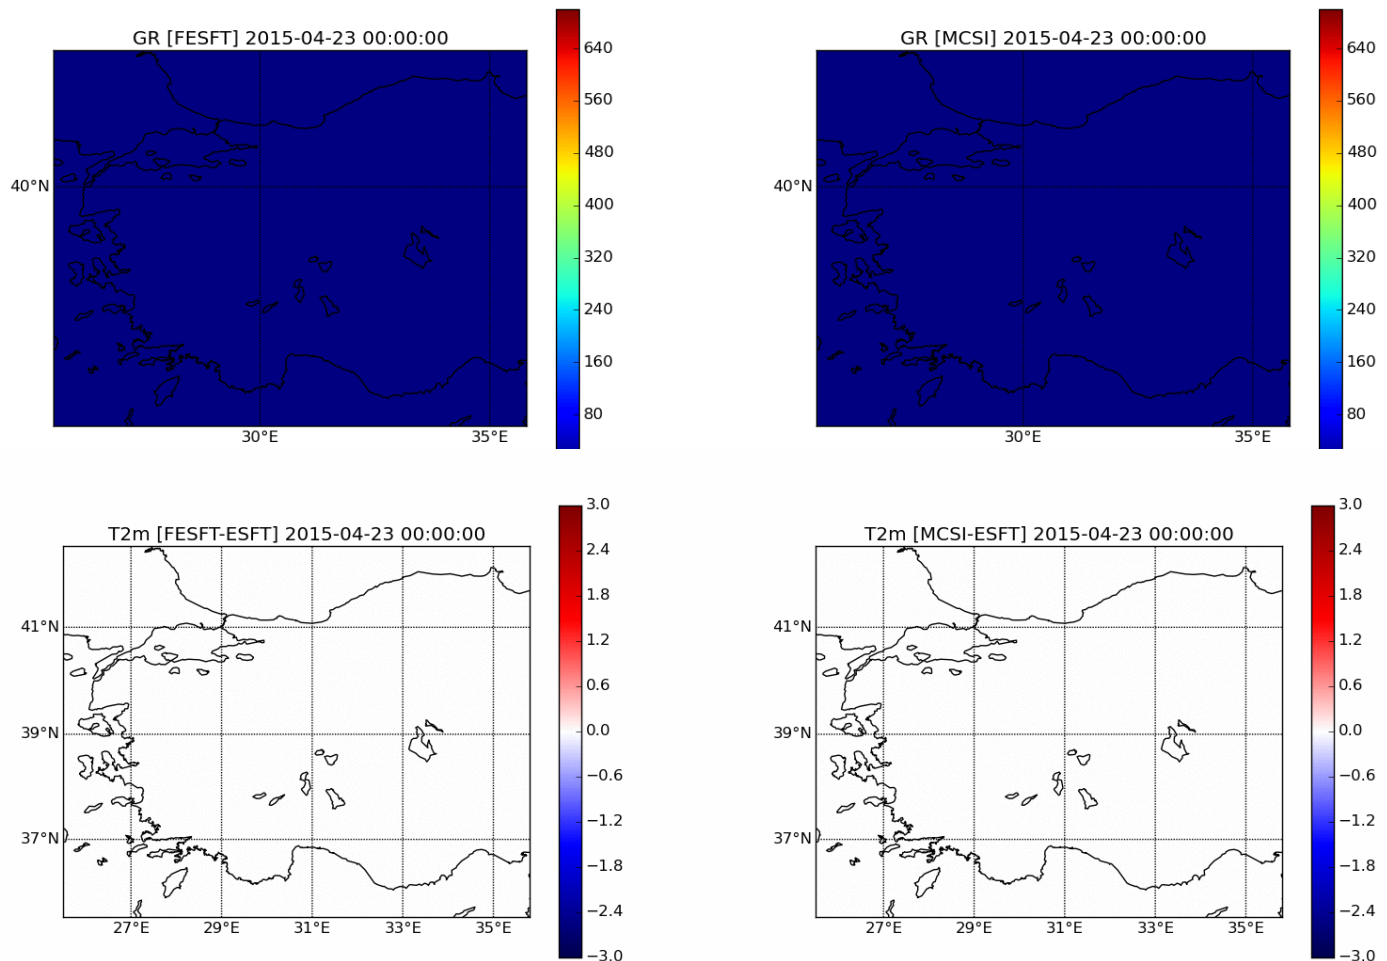 GR [FESFT] 2015-04-23 00:00:00
640
560
480
400
320
240
160
80
40°N
30°E
35°E
GR [MCSI] 2015-04-23 00:00:00
640
560
480
400
320
240
160
80
40°N
30°E
35°E
T2m [FESFT-ESFT] 2015-04-23 00:00:00
3.0
2.4
1.8
1.2
0.6
0.0
−0.6
−1.2
−1.8
−2.4
−3.0
41°N
39°N
37°N
27°E
29°E
31°E
33°E
35°E
T2m [MCSI-ESFT] 2015-04-23 00:00:00
3.0
2.4
1.8
1.2
0.6
0.0
−0.6
−1.2
−1.8
−2.4
−3.0
41°N
39°N
37°N
27°E
29°E
31°E
33°E
35°E